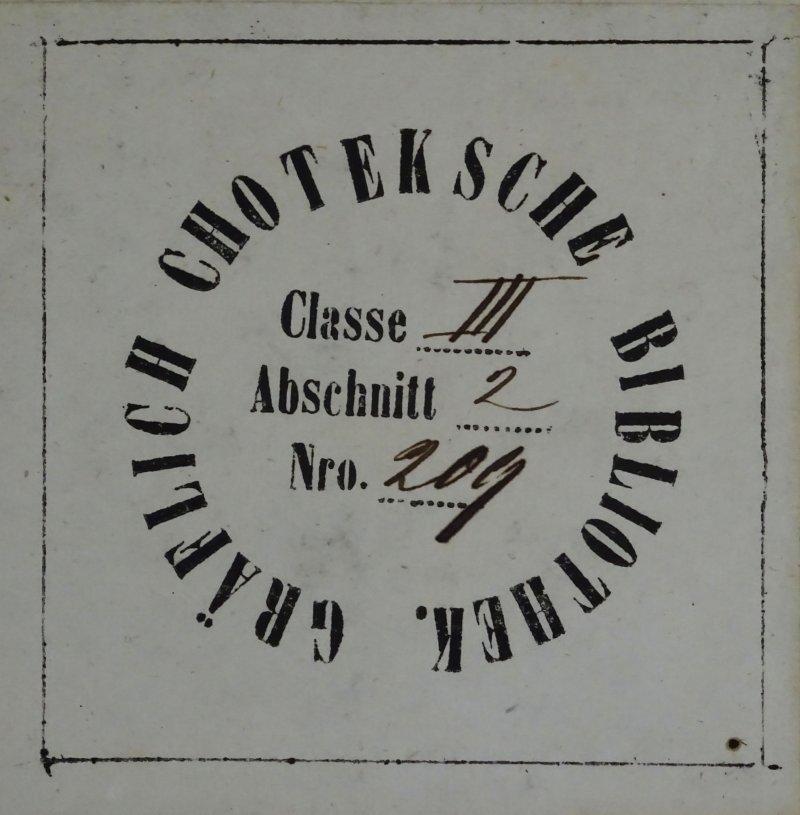 GRÄFLICH CHOTEKSCHE BIBLIOTHEK.
Classe III
Abschnitt 2
Nro. 209